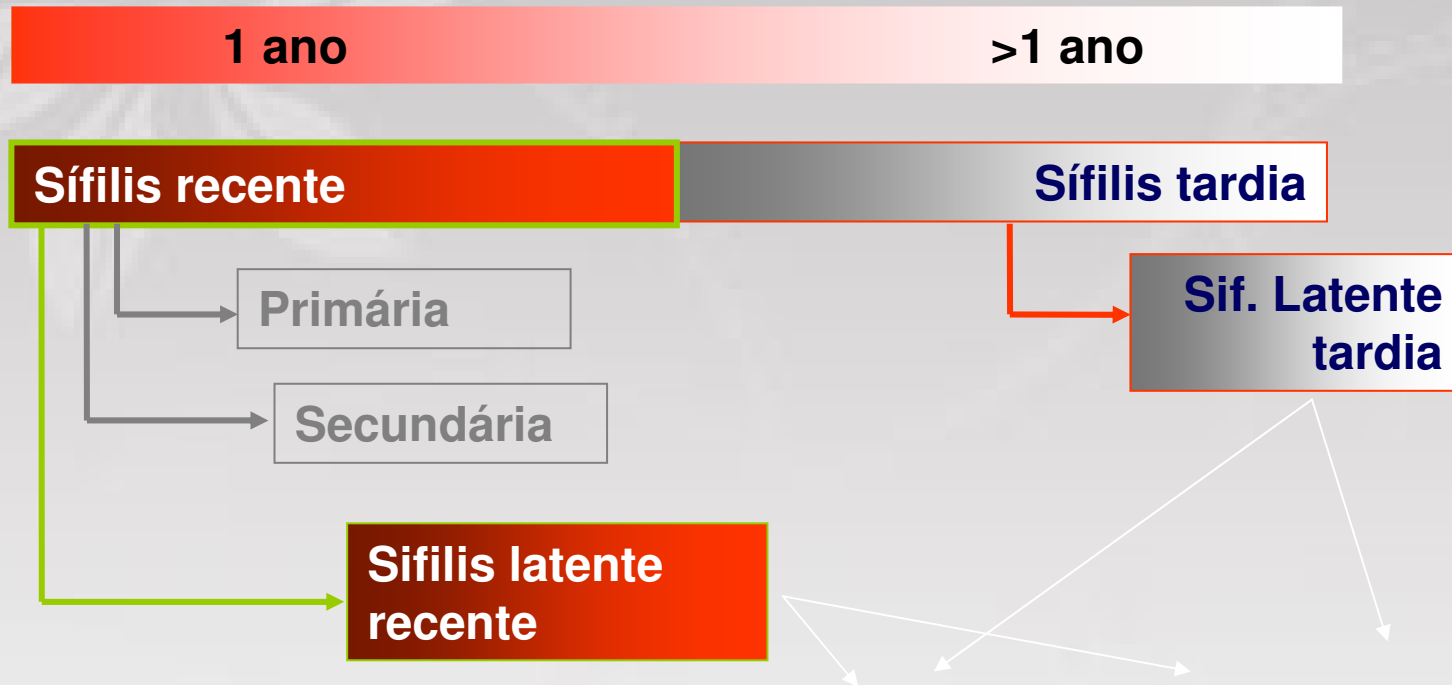 1 ano >1 ano
Sífilis recente Sífilis tardia
Primária
Sif. Latente
tardia
Secundária
Sifilis latente
recente